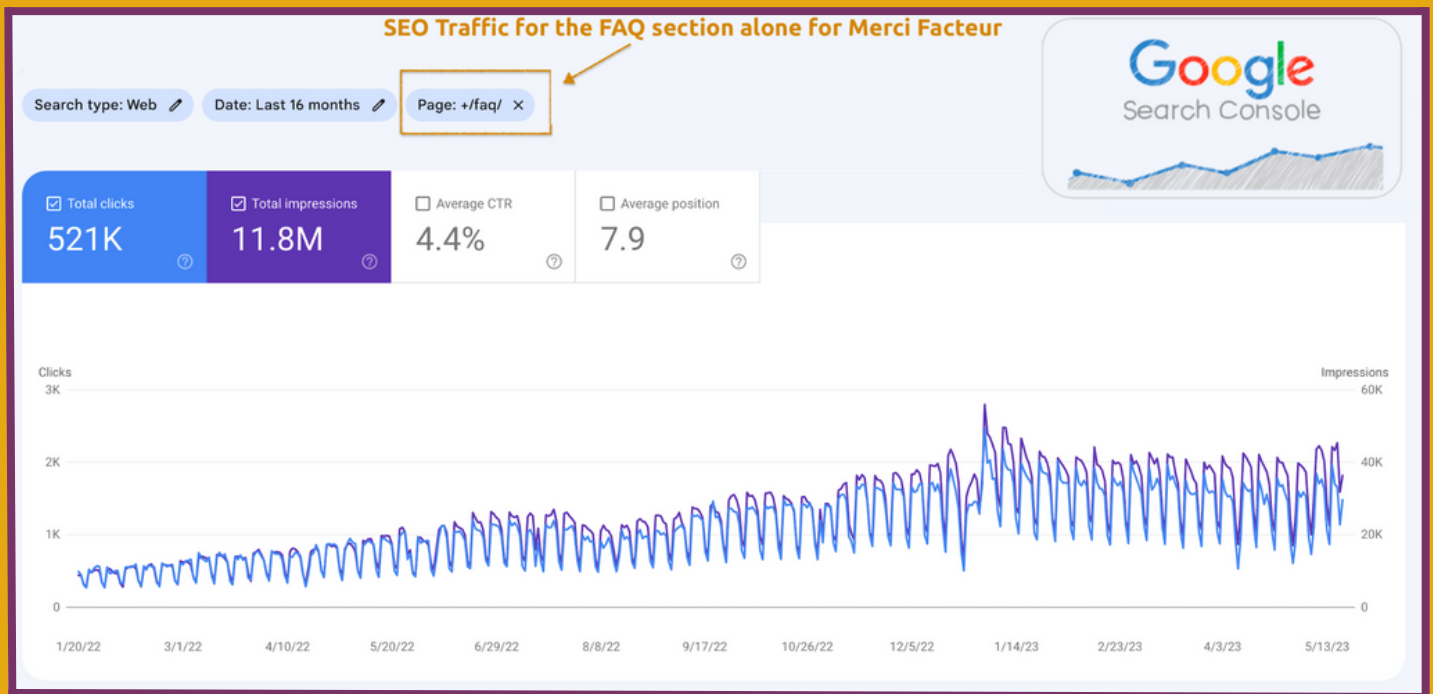 SEO Traffic for the FAQ section alone for Merci Facteur
Google
Search Console
Search type: Web
Date: Last 16 months
Page: +/faq/ ×
Total clisks
521K
Total impressions
11.8M
Average CTR
4.4%
Average position
7.9
Clicks
Impressions
3K
60K
2K
40K
1K
20K
0
0
1/20/22
3/1/22
4/10/22
5/20/22
6/29/22
8/8/22
9/17/22
10/26/22
12/5/22
1/14/23
2/23/23
4/3/23
5/13/23